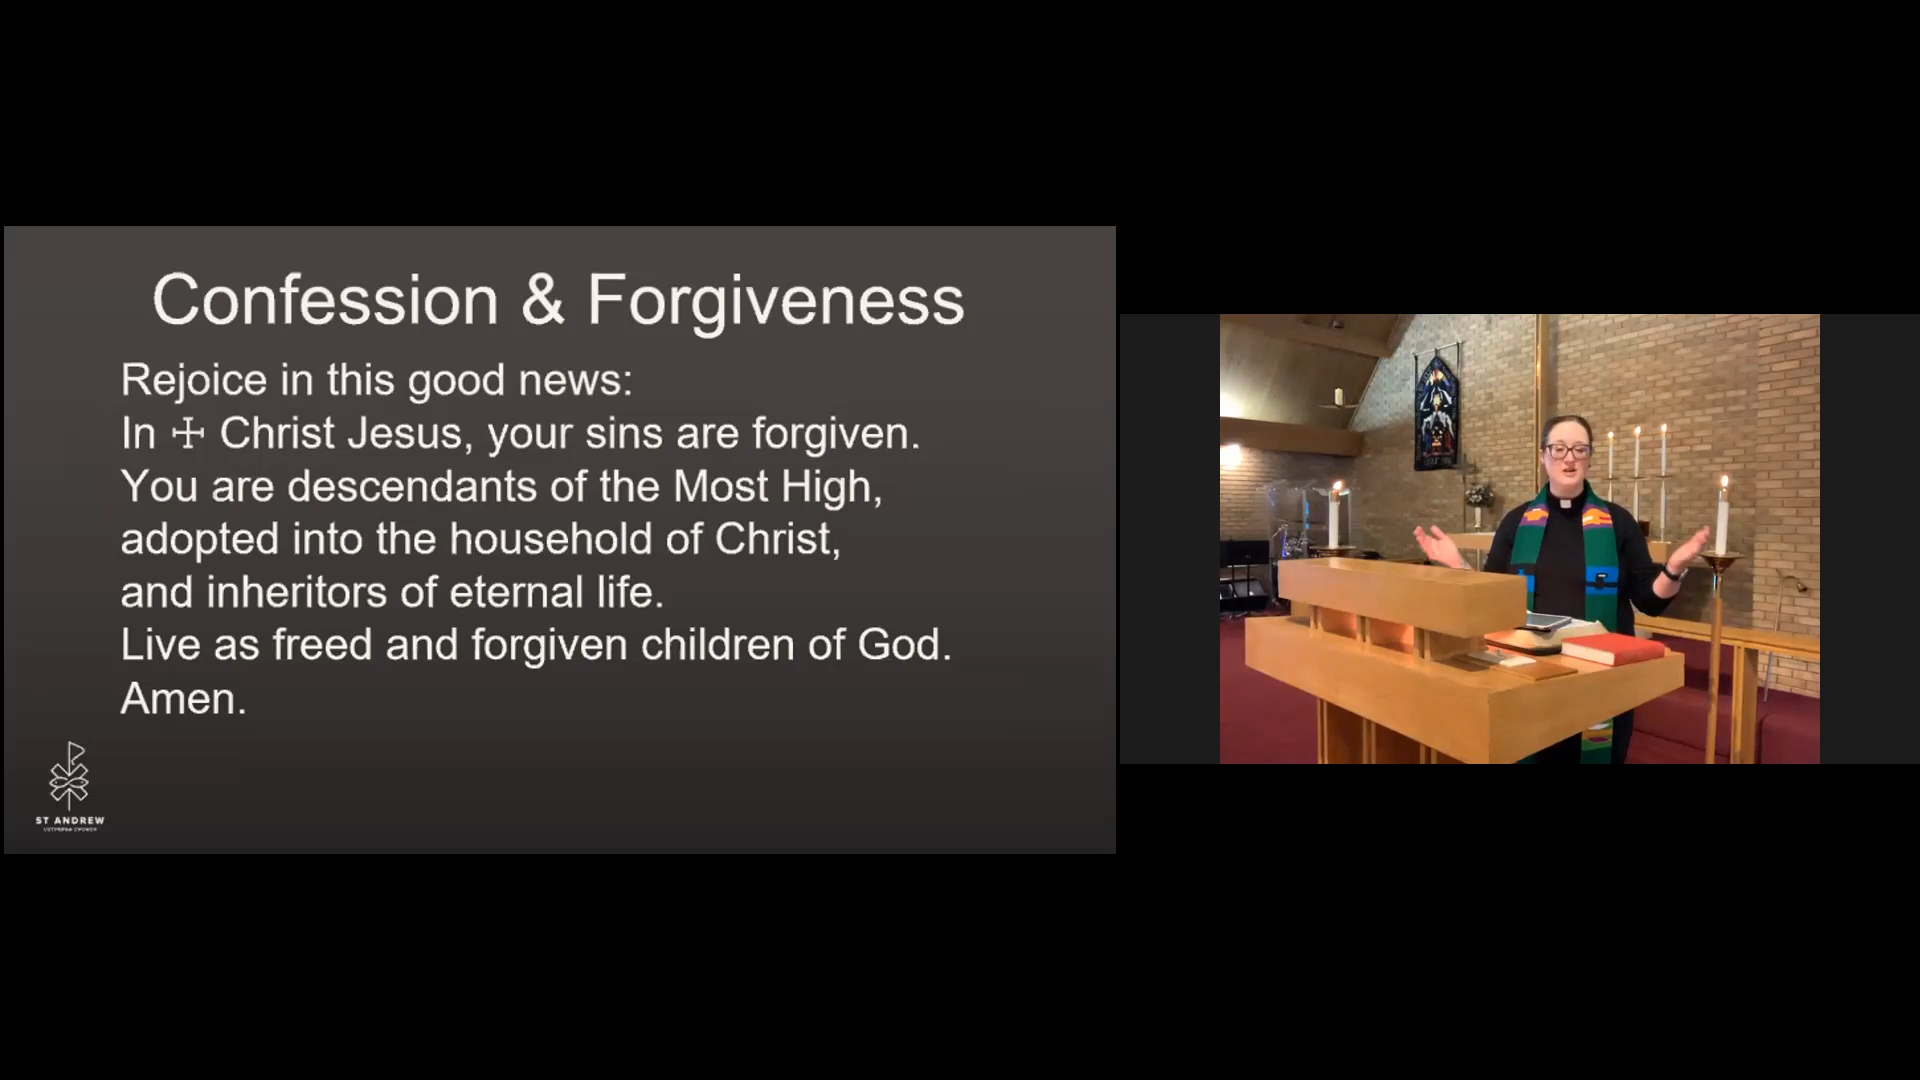 Confession & Forgiveness
Rejoice in this good news:
In ☩ Christ Jesus, your sins are forgiven.
You are descendants of the Most High,
adopted into the household of Christ,
and inheritors of eternal life.
Live as freed and forgiven children of God.
Amen.
ST ANDREW
LUTHERAN CHURCH